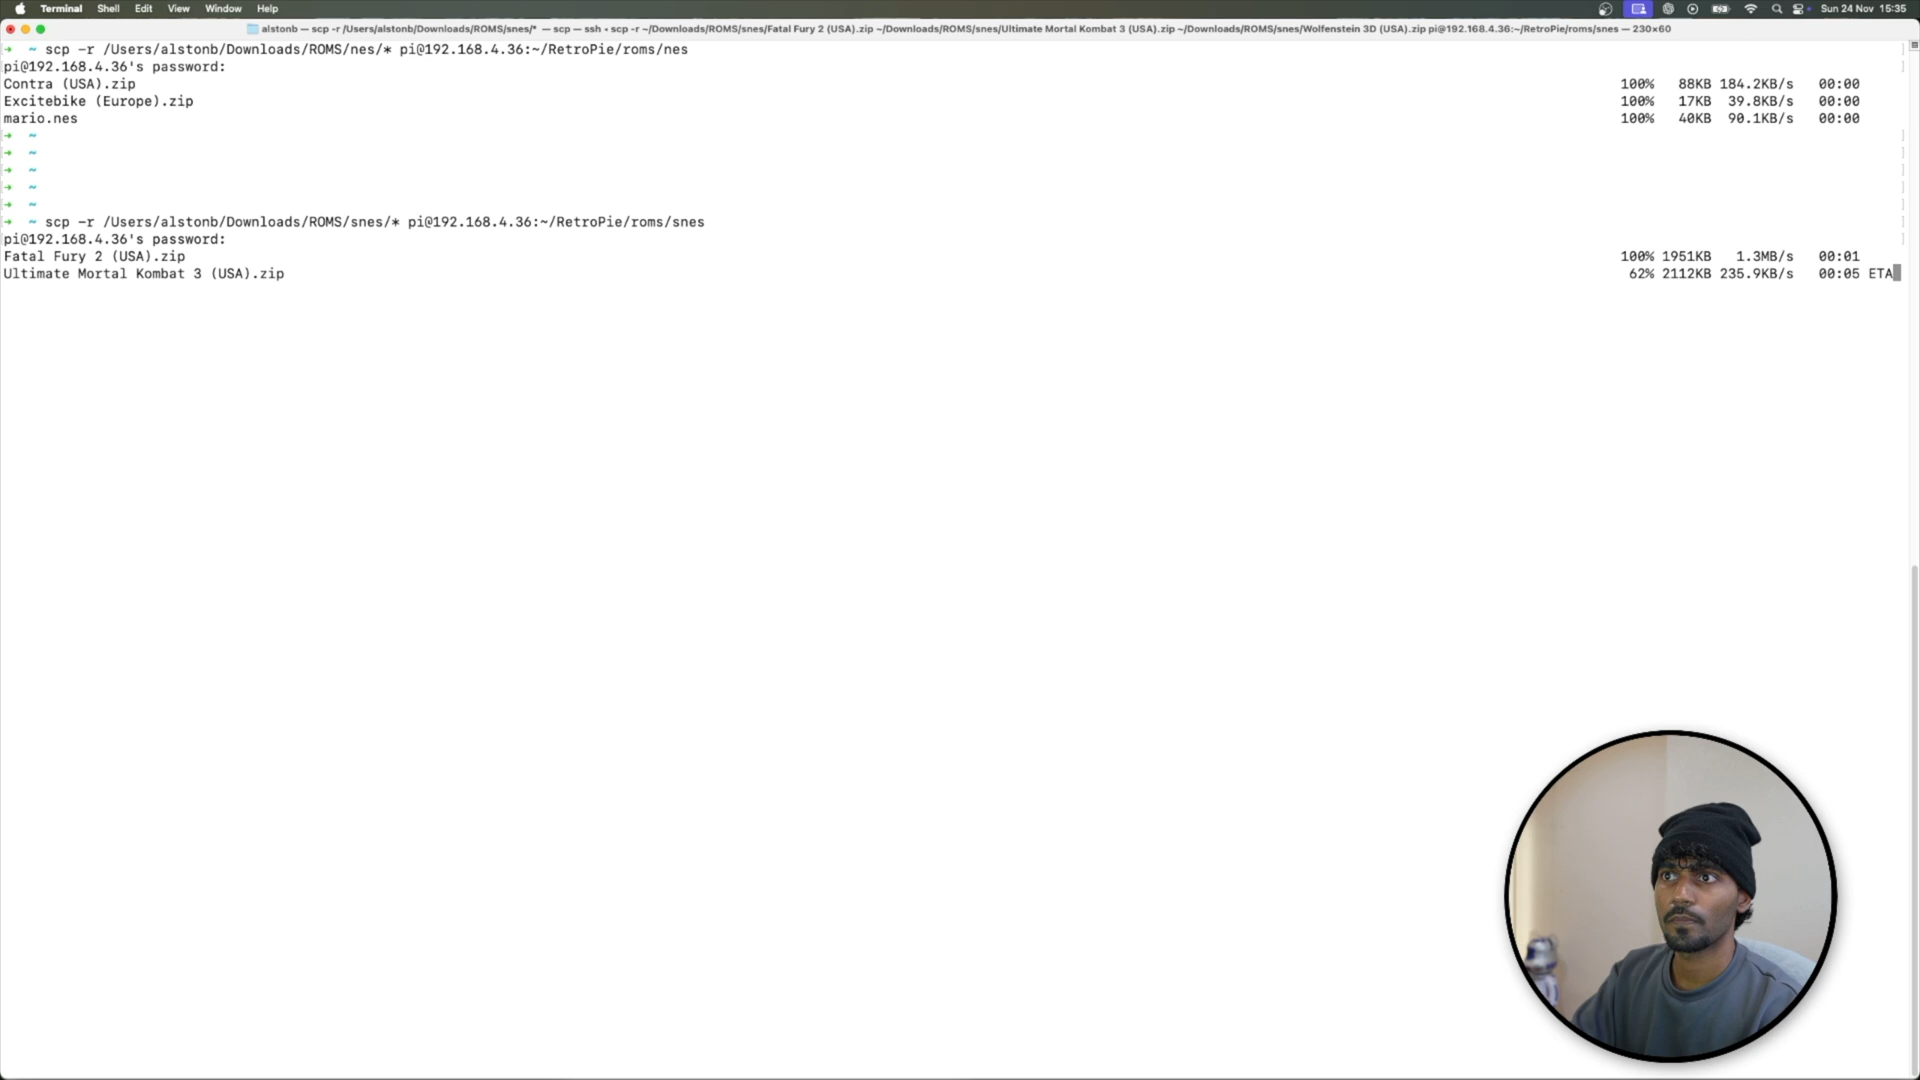 Terminal Shell Edit View Window Help Sun 24 Nov 15:35
alstonb — scp -r /Users/alstonb/Downloads/ROMS/snes/* — scp — ssh ◂ scp -r ~/Downloads/ROMS/snes/Fatal Fury 2 (USA).zip ~/Downloads/ROMS/snes/Ultimate Mortal Kombat 3 (USA).zip ~/Downloads/ROMS/snes/Wolfenstein 3D (USA).zip pi@192.168.4.36:~/RetroPie/roms/snes — 230×60
➜ ~ scp -r /Users/alstonb/Downloads/ROMS/nes/* pi@192.168.4.36:~/RetroPie/roms/nes
pi@192.168.4.36's password:
Contra (USA).zip 100% 88KB 184.2KB/s 00:00
Excitebike (Europe).zip 100% 17KB 39.8KB/s 00:00
mario.nes 100% 40KB 90.1KB/s 00:00
➜ ~
➜ ~
➜ ~
➜ ~
➜ ~
➜ ~ scp -r /Users/alstonb/Downloads/ROMS/snes/* pi@192.168.4.36:~/RetroPie/roms/snes
pi@192.168.4.36's password:
Fatal Fury 2 (USA).zip 100% 1951KB 1.3MB/s 00:01
Ultimate Mortal Kombat 3 (USA).zip 62% 2112KB 235.9KB/s 00:05 ETA